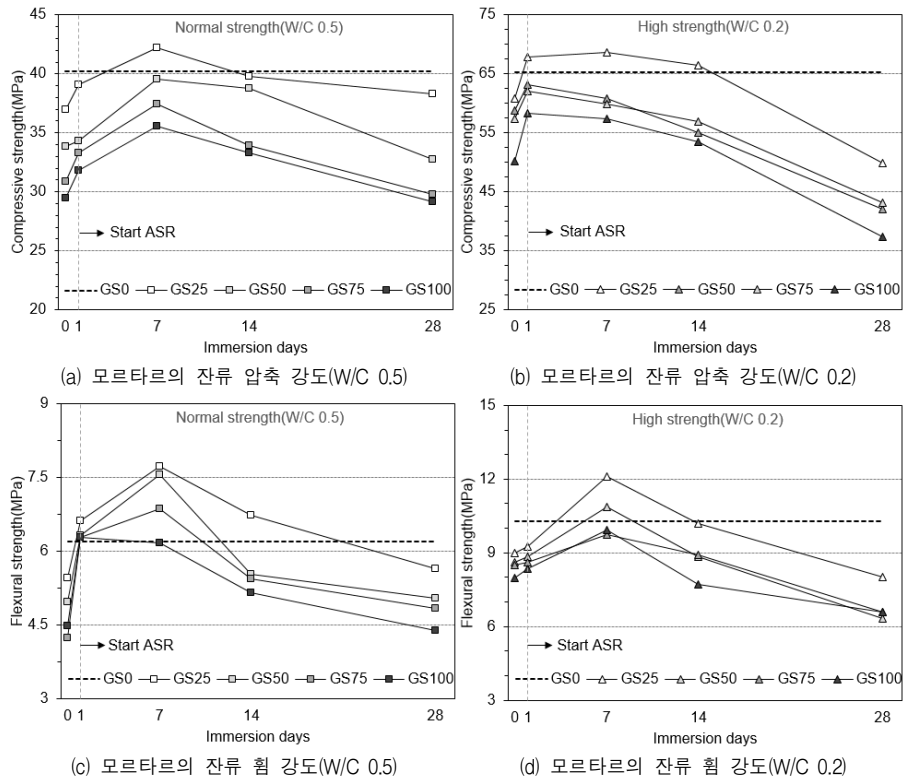 Normal strength(W/C 0.5)
Compressive strength(MPa)
45
40
35
30
25
20
Start ASR
GS0 GS25 GS50 GS75 GS100
0 1 7 14 28
Immersion days
(a) 모르타르의 잔류 압축 강도(W/C 0.5)
High strength(W/C 0.2)
Compressive strength(MPa)
75
65
55
45
35
25
Start ASR
GS0 GS25 GS50 GS75 GS100
0 1 7 14 28
Immersion days
(b) 모르타르의 잔류 압축 강도(W/C 0.2)
Normal strength(W/C 0.5)
Flexural strength(MPa)
9
7.5
6
4.5
3
Start ASR
GS0 GS25 GS50 GS75 GS100
0 1 7 14 28
Immersion days
(c) 모르타르의 잔류 휨 강도(W/C 0.5)
High strength(W/C 0.2)
Flexural strength(MPa)
15
12
9
6
3
Start ASR
GS0 GS25 GS50 GS75 GS100
0 1 7 14 28
Immersion days
(d) 모르타르의 잔류 휨 강도(W/C 0.2)